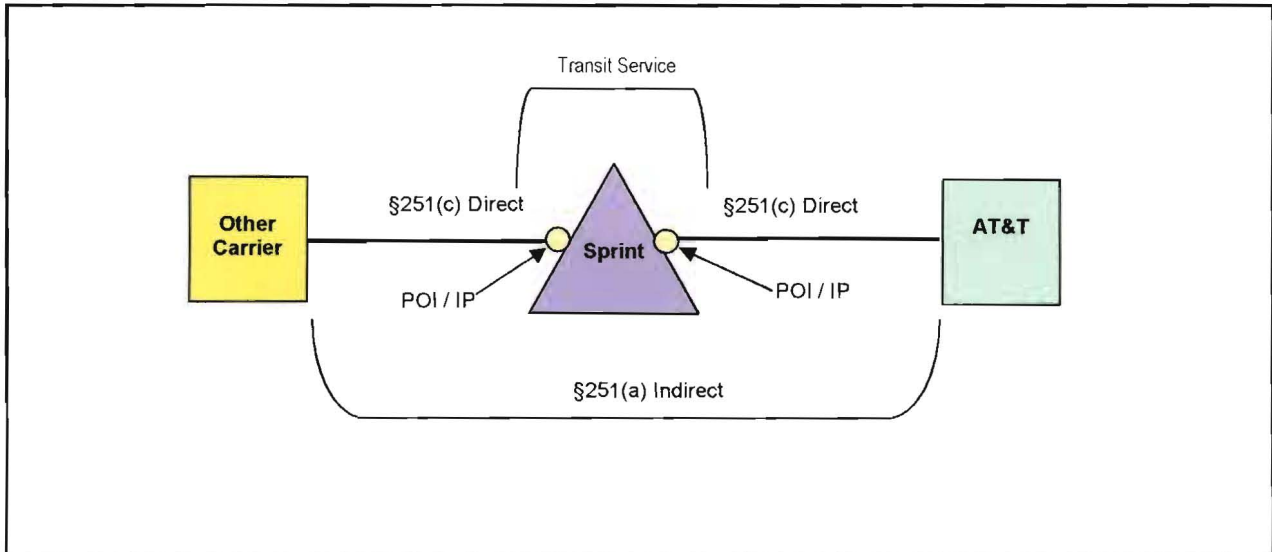 Transit Service
§251(c) Direct
§251(c) Direct
Other
Carrier
Sprint
AT&T
POI / IP
POI / IP
§251(a) Indirect